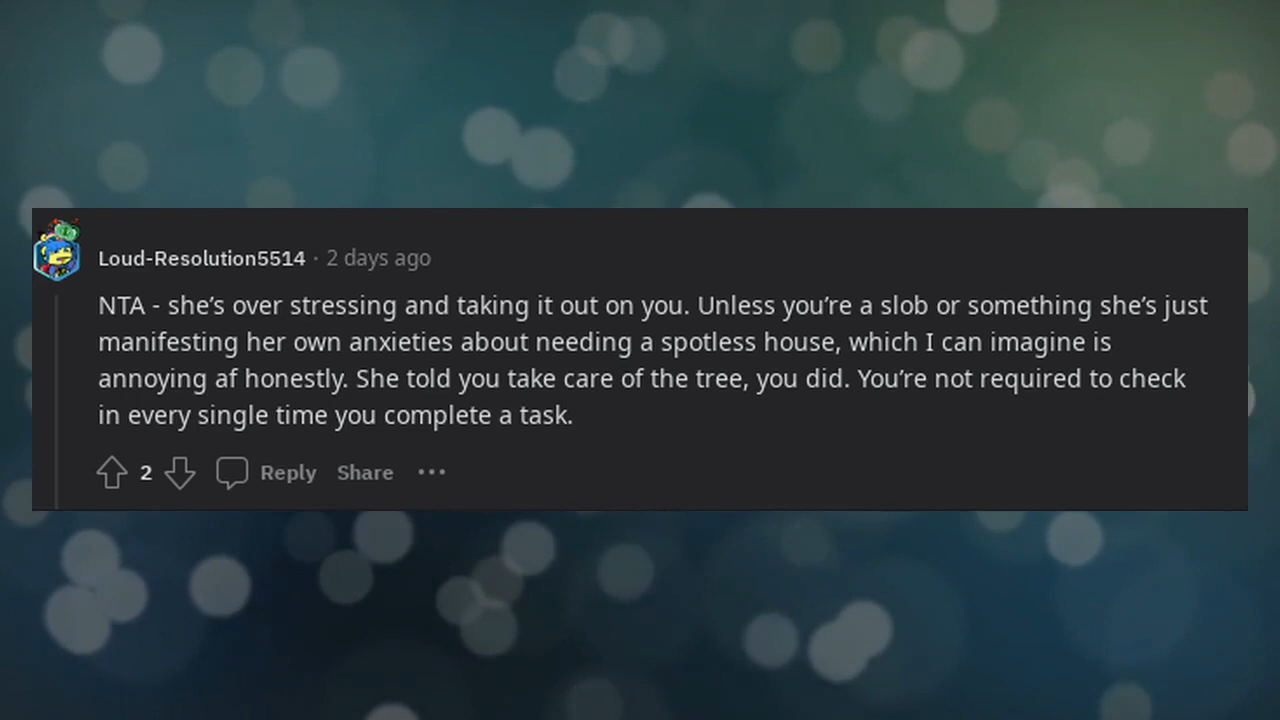 Loud-Resolution5514 · 2 days ago
NTA - she’s over stressing and taking it out on you. Unless you’re a slob or something she’s just
manifesting her own anxieties about needing a spotless house, which I can imagine is
annoying af honestly. She told you take care of the tree, you did. You’re not required to check
in every single time you complete a task.
2 Reply Share